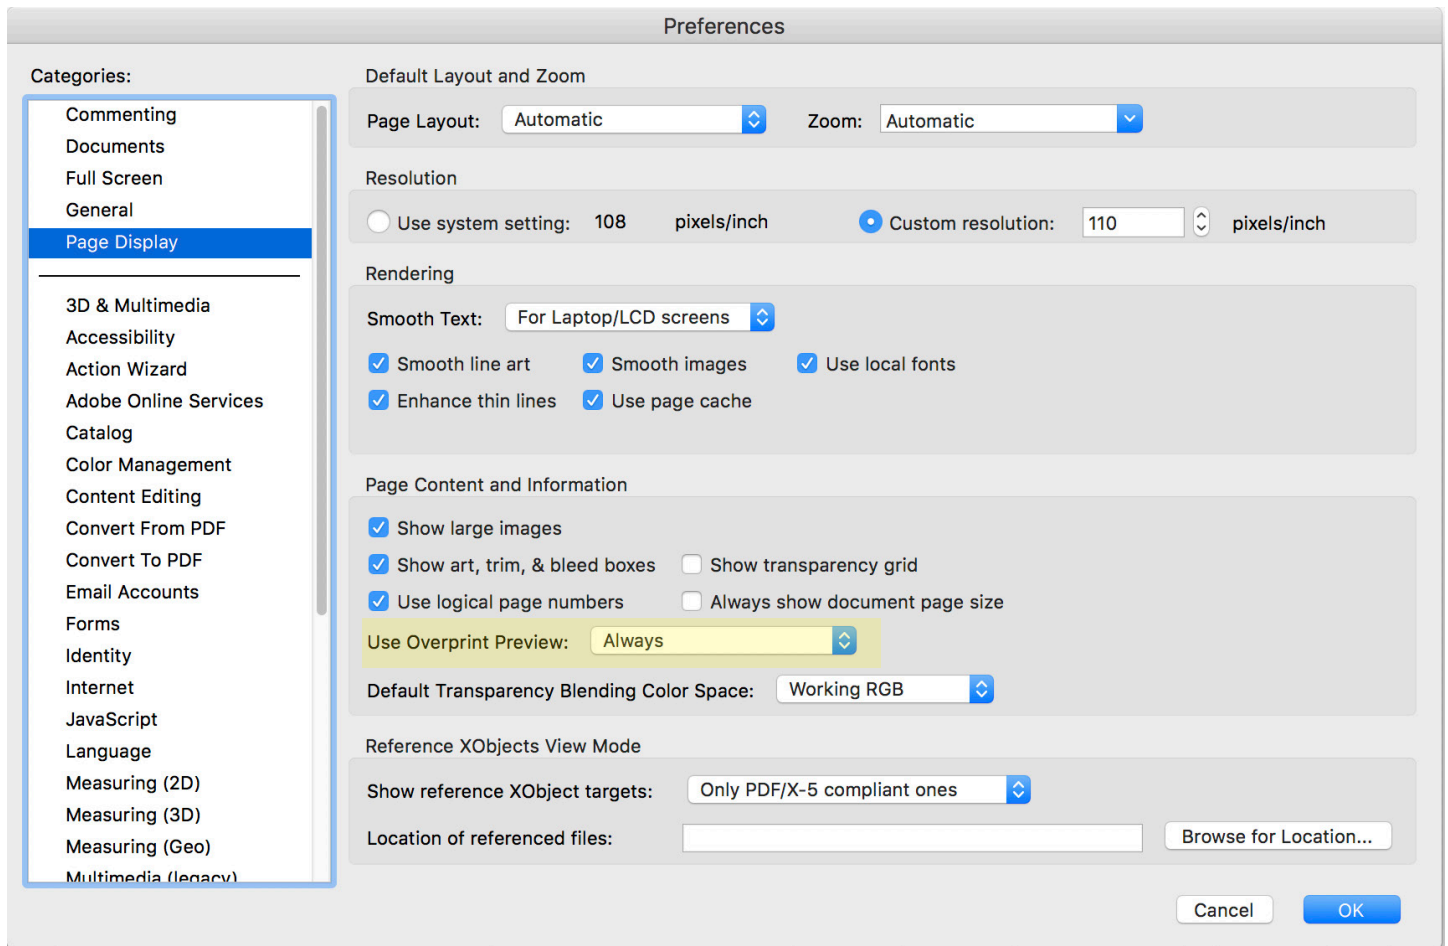 Preferences
Categories:
Commenting
Documents
Full Screen
General
Page Display
3D & Multimedia
Accessibility
Action Wizard
Adobe Online Services
Catalog
Color Management
Content Editing
Convert From PDF
Convert To PDF
Email Accounts
Forms
Identity
Internet
JavaScript
Language
Measuring (2D)
Measuring (3D)
Measuring (Geo)
Multimedia (legacy)
Default Layout and Zoom
Page Layout: Automatic Zoom: Automatic
Resolution
Use system setting: 108 pixels/inch Custom resolution: 110 pixels/inch
Rendering
Smooth Text: For Laptop/LCD screens
Smooth line art Smooth images Use local fonts
Enhance thin lines Use page cache
Page Content and Information
Show large images
Show art, trim, & bleed boxes Show transparency grid
Use logical page numbers Always show document page size
Use Overprint Preview: Always
Default Transparency Blending Color Space: Working RGB
Reference XObjects View Mode
Show reference XObject targets: Only PDF/X-5 compliant ones
Location of referenced files: Browse for Location...
Cancel OK